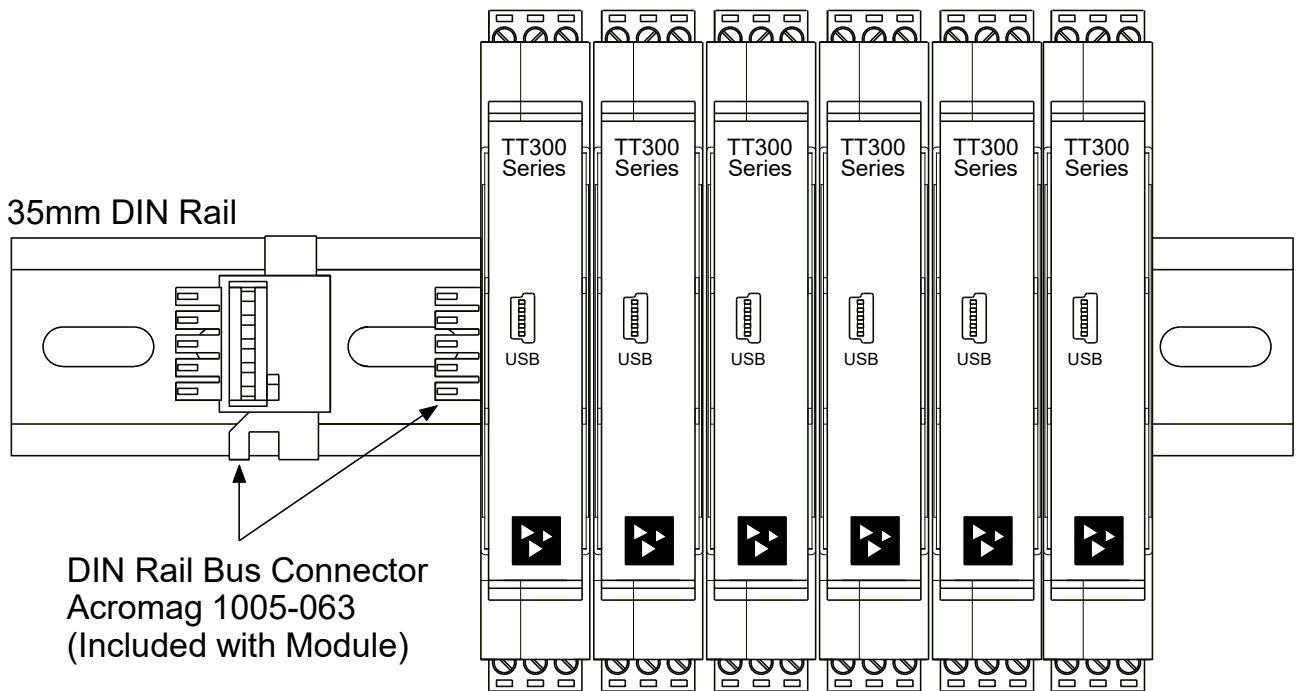 TT300
Series
TT300
Series
TT300
Series
TT300
Series
TT300
Series
TT300
Series
35mm DIN Rail
USB
USB
USB
USB
USB
USB
DIN Rail Bus Connector
Acromag 1005-063
(Included with Module)